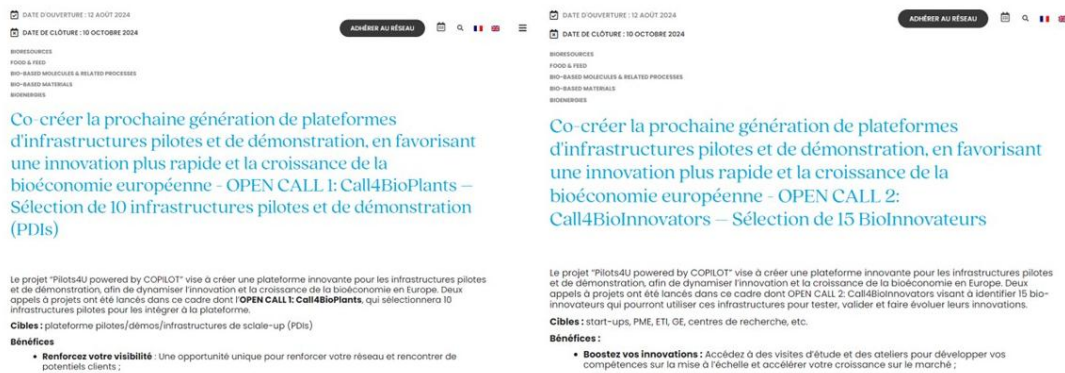 DATE D'OUVERTURE : 12 AOÛT 2024
ADHÉRER AU RÉSEAU
DATE DE CLÔTURE : 10 OCTOBRE 2024
BIORESOURCES
FOOD & FEED
BIO-BASED MOLECULES & RELATED PROCESSES
BIO-BASED MATERIALS
BIOENERGIES
Co-créer la prochaine génération de plateformes
d'infrastructures pilotes et de démonstration, en favorisant
une innovation plus rapide et la croissance de la
bioéconomie européenne - OPEN CALL 1: Call4BioPlants –
Sélection de 10 infrastructures pilotes et de démonstration
(PDIs)
Le projet "Pilots4U powered by COPILOT" vise à créer une plateforme innovante pour les infrastructures pilotes
et de démonstration, afin de dynamiser l'innovation et la croissance de la bioéconomie en Europe. Deux
appels à projets ont été lancés dans ce cadre dont l'OPEN CALL 1: Call4BioPlants, qui sélectionnera 10
infrastructures pilotes pour les intégrer à la plateforme.
Cibles : plateforme pilotes/démos/infrastructures de sclale-up (PDIs)
Bénéfices
• Renforcez votre visibilité : Une opportunité unique pour renforcer votre réseau et rencontrer de
potentiels clients ;
DATE D'OUVERTURE : 12 AOÛT 2024
ADHÉRER AU RÉSEAU
DATE DE CLÔTURE : 10 OCTOBRE 2024
BIORESOURCES
FOOD & FEED
BIO-BASED MOLECULES & RELATED PROCESSES
BIO-BASED MATERIALS
BIOENERGIES
Co-créer la prochaine génération de plateformes
d'infrastructures pilotes et de démonstration, en favorisant
une innovation plus rapide et la croissance de la
bioéconomie européenne - OPEN CALL 2:
Call4BioInnovators – Sélection de 15 BioInnovateurs
Le projet "Pilots4U powered by COPILOT" vise à créer une plateforme innovante pour les infrastructures pilotes
et de démonstration, afin de dynamiser l'innovation et la croissance de la bioéconomie en Europe. Deux
appels à projets ont été lancés dans ce cadre dont OPEN CALL 2: Call4BioInnovators visant à identifier 15 bio-
innovateurs qui pourront utiliser ces infrastructures pour tester, valider et faire évoluer leurs innovations.
Cibles : start-ups, PME, ETI, GE, centres de recherche, etc.
Bénéfices :
• Boostez vos innovations : Accédez à des visites d'étude et des ateliers pour développer vos
compétences sur la mise à l'échelle et accélérer votre croissance sur le marché ;